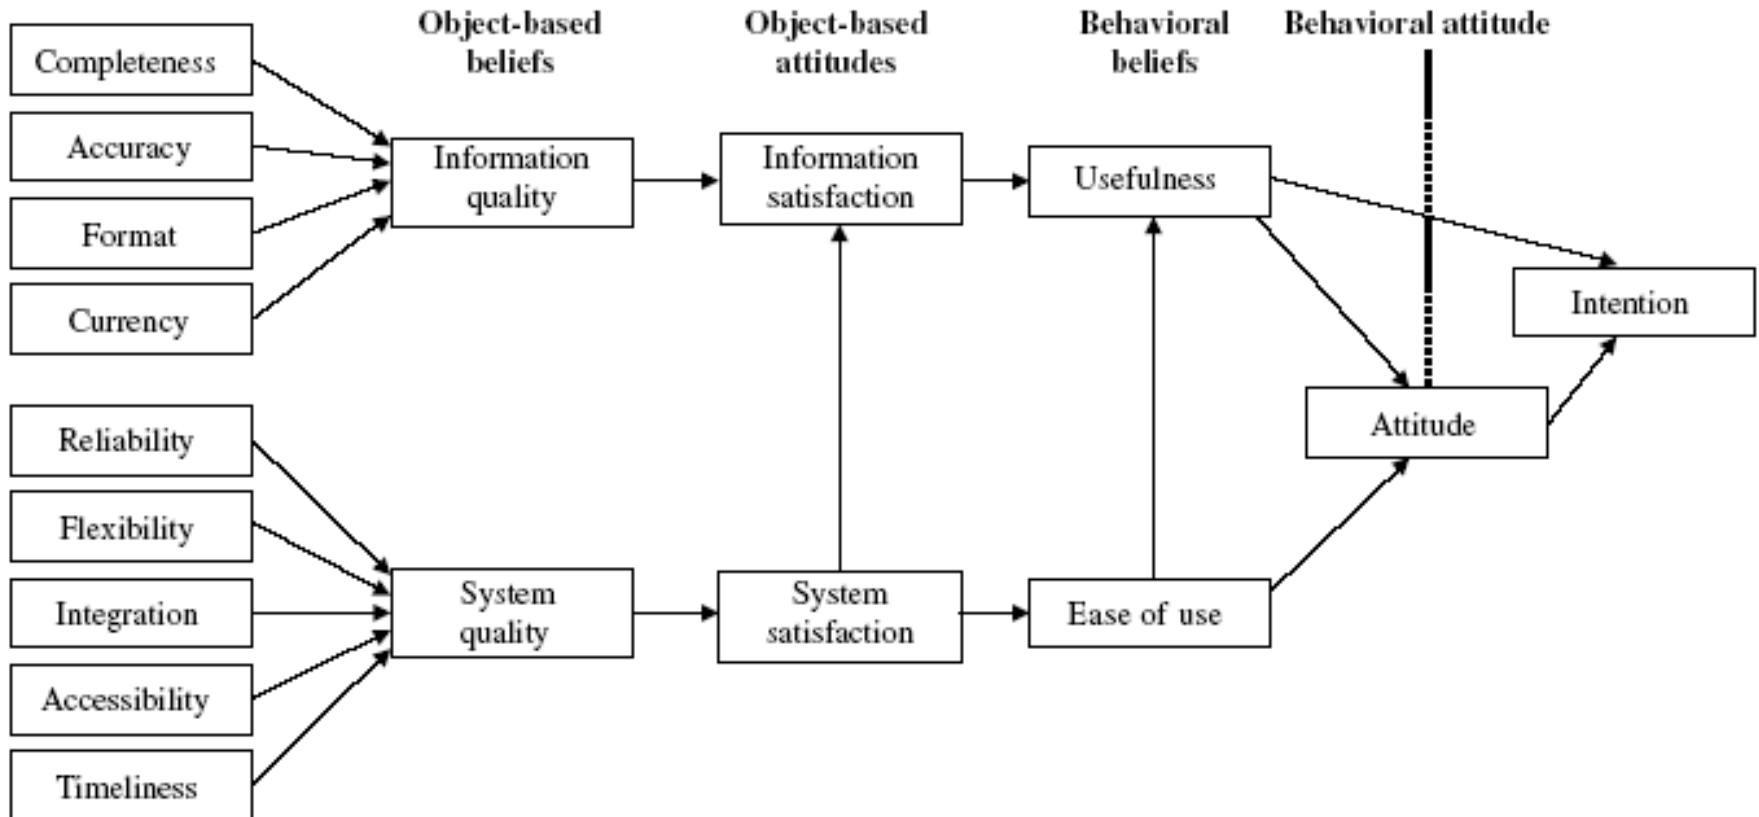 Object-based
beliefs
Object-based
attitudes
Behavioral
beliefs
Behavioral attitude
Completeness
Accuracy
Format
Currency
Information
quality
Information
satisfaction
Usefulness
Intention
Attitude
Reliability
Flexibility
Integration
Accessibility
Timeliness
System
quality
System
satisfaction
Ease of use